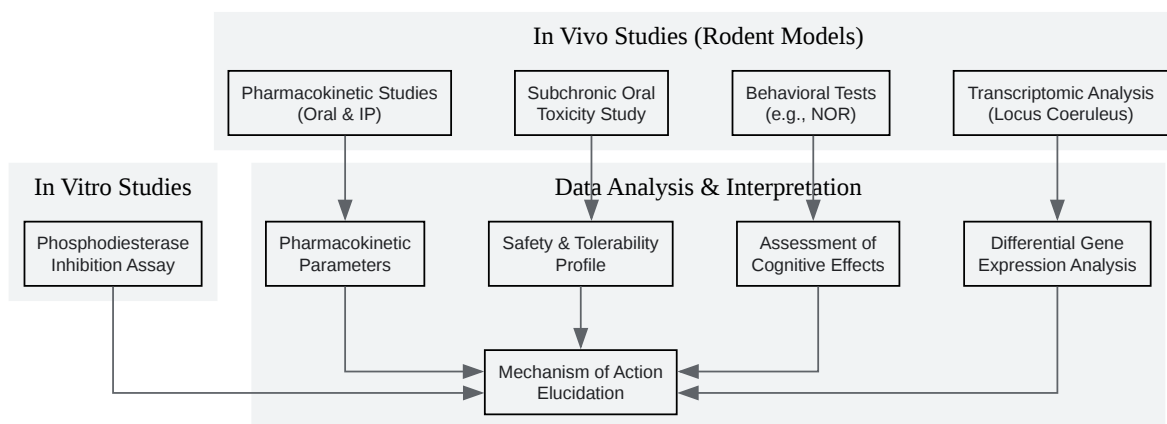 In Vivo Studies (Rodent Models)
Pharmacokinetic Studies
(Oral & IP)
Subchronic Oral
Toxicity Study
Behavioral Tests
(e.g., NOR)
Transcriptomic Analysis
(Locus Coeruleus)
In Vitro Studies
Phosphodiesterase
Inhibition Assay
Data Analysis & Interpretation
Pharmacokinetic
Parameters
Safety & Tolerability
Profile
Assessment of
Cognitive Effects
Differential Gene
Expression Analysis
Mechanism of Action
Elucidation